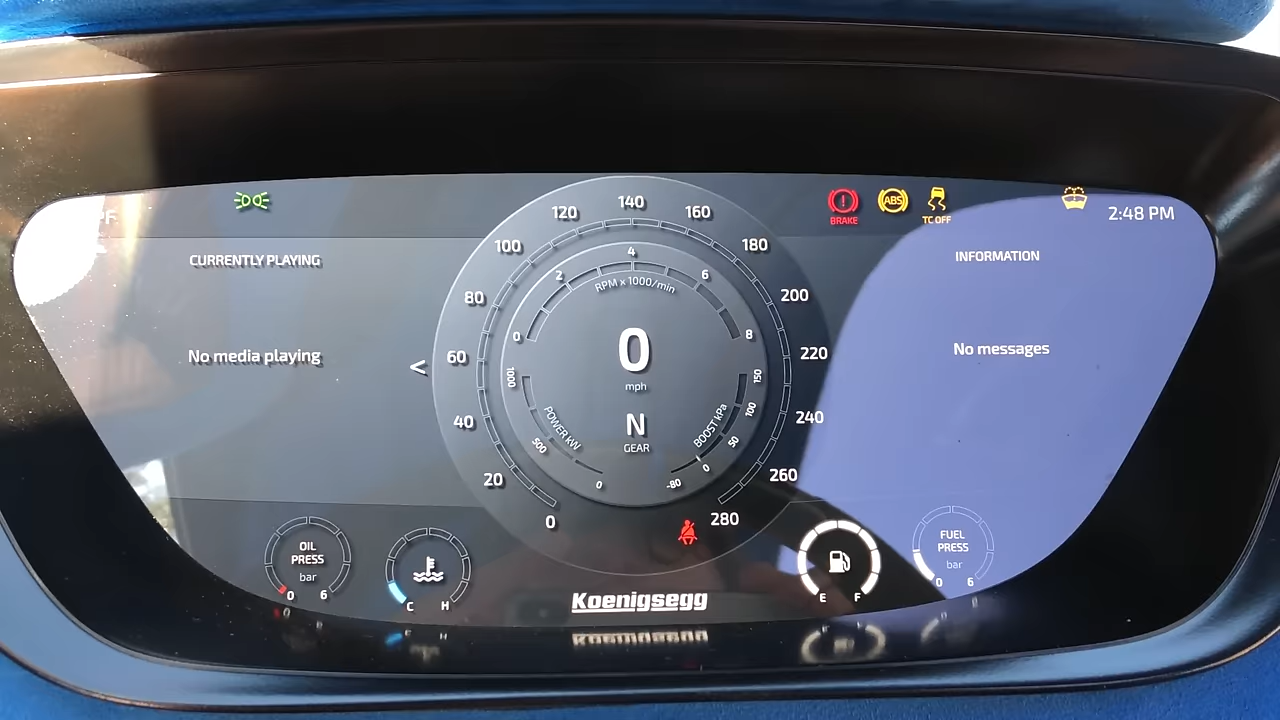 BRAKE
ABS
TC OFF
2:48 PM
CURRENTLY PLAYING
No media playing
<
INFORMATION
No messages
0
20
40
60
80
100
120
140
160
180
200
220
240
260
280
0
2
4
6
8
RPM x 1000/min
0
mph
N
GEAR
1000
500
0
POWER kW
150
100
50
0
-80
BOOST kPa
OIL
PRESS
bar
0 6
C H
Koenigsegg
E F
FUEL
PRESS
bar
0 6